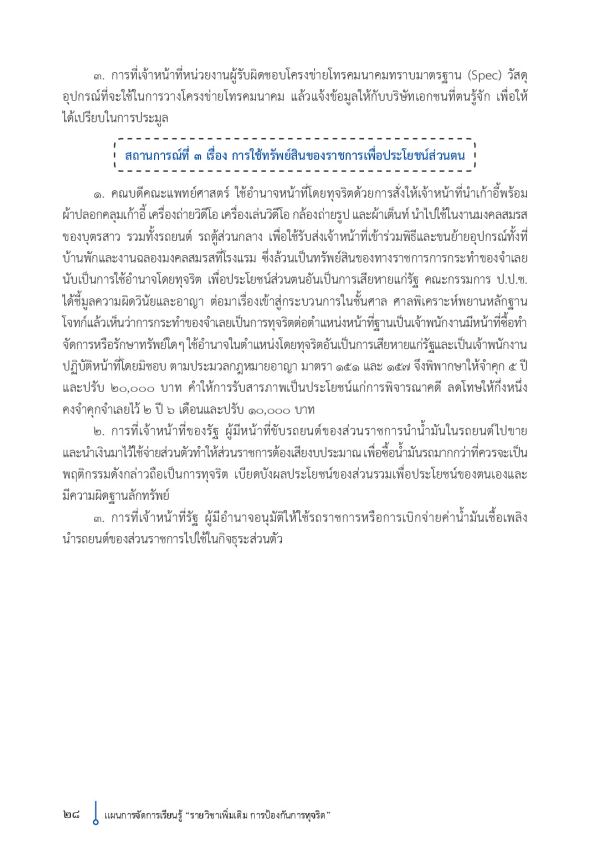 ๓. การที่เจ้าหน้าที่หน่วยงานผู้รับผิดชอบโครงข่ายโทรคมนาคมทราบมาตรฐาน (Spec) วัสดุ
อุปกรณ์ที่จะใช้ในการวางโครงข่ายโทรคมนาคม แล้วแจ้งข้อมูลให้กับบริษัทเอกชนที่ตนรู้จัก เพื่อให้
ได้เปรียบในการประมูล
สถานการณ์ที่ ๓ เรื่อง การใช้ทรัพย์สินของราชการเพื่อประโยชน์ส่วนตน
๑. คณบดีคณะแพทย์ศาสตร์ ใช้อำนาจหน้าที่โดยทุจริตด้วยการสั่งให้เจ้าหน้าที่นำเก้าอี้พร้อม
ผ้าปลอกคลุมเก้าอี้ เครื่องถ่ายวิดีโอ เครื่องเล่นวิดีโอ กล้องถ่ายรูป และผ้าเต็นท์ นำไปใช้ในงานมงคลสมรส
ของบุตรสาว รวมทั้งรถยนต์ รถตู้ส่วนกลาง เพื่อใช้รับส่งเจ้าหน้าที่เข้าร่วมพิธีและขนย้ายอุปกรณ์ทั้งที่
บ้านพักและงานฉลองมงคลสมรสที่โรงแรม ซึ่งล้วนเป็นทรัพย์สินของทางราชการการกระทำของจำเลย
นับเป็นการใช้อำนาจโดยทุจริต เพื่อประโยชน์ส่วนตนอันเป็นการเสียหายแก่รัฐ คณะกรรมการ ป.ป.ช.
ได้ชี้มูลความผิดวินัยและอาญา ต่อมาเรื่องเข้าสู่กระบวนการในชั้นศาล ศาลพิเคราะห์พยานหลักฐาน
โจทก์แล้วเห็นว่าการกระทำของจำเลยเป็นการทุจริตต่อตำแหน่งหน้าที่ฐานเป็นเจ้าพนักงานมีหน้าที่ซื้อทำ
จัดการหรือรักษาทรัพย์ใดๆ ใช้อำนาจในตำแหน่งโดยทุจริตอันเป็นการเสียหายแก่รัฐและเป็นเจ้าพนักงาน
ปฏิบัติหน้าที่โดยมิชอบ ตามประมวลกฎหมายอาญา มาตรา ๑๕๑ และ ๑๕๗ จึงพิพากษาให้จำคุก ๕ ปี
และปรับ ๒๐,๐๐๐ บาท คำให้การรับสารภาพเป็นประโยชน์แก่การพิจารณาคดี ลดโทษให้กึ่งหนึ่ง
คงจำคุกจำเลยไว้ ๒ ปี ๖ เดือนและปรับ ๑๐,๐๐๐ บาท
๒. การที่เจ้าหน้าที่ของรัฐ ผู้มีหน้าที่ขับรถยนต์ของส่วนราชการนำน้ำมันในรถยนต์ไปขาย
และนำเงินมาไว้ใช้จ่ายส่วนตัวทำให้ส่วนราชการต้องเสียงบประมาณ เพื่อซื้อน้ำมันรถมากกว่าที่ควรจะเป็น
พฤติกรรมดังกล่าวถือเป็นการทุจริต เบียดบังผลประโยชน์ของส่วนรวมเพื่อประโยชน์ของตนเองและ
มีความผิดฐานลักทรัพย์
๓. การที่เจ้าหน้าที่รัฐ ผู้มีอำนาจอนุมัติให้ใช้รถราชการหรือการเบิกจ่ายค่าน้ำมันเชื้อเพลิง
นำรถยนต์ของส่วนราชการไปใช้ในกิจธุระส่วนตัว
๒๘ แผนการจัดการเรียนรู้ “รายวิชาเพิ่มเติม การป้องกันการทุจริต”